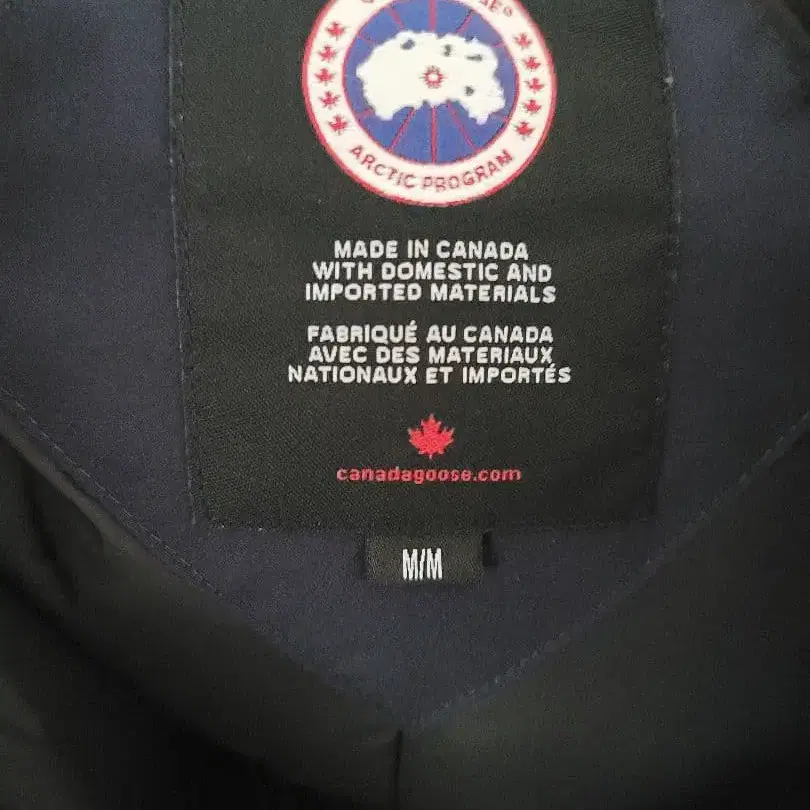 ARCTIC PROGRAM
MADE IN CANADA
WITH DOMESTIC AND
IMPORTED MATERIALS
FABRIQUÉ AU CANADA
AVEC DES MATERIAUX
NATIONAUX ET IMPORTÉS
canadagoose.com
M/M